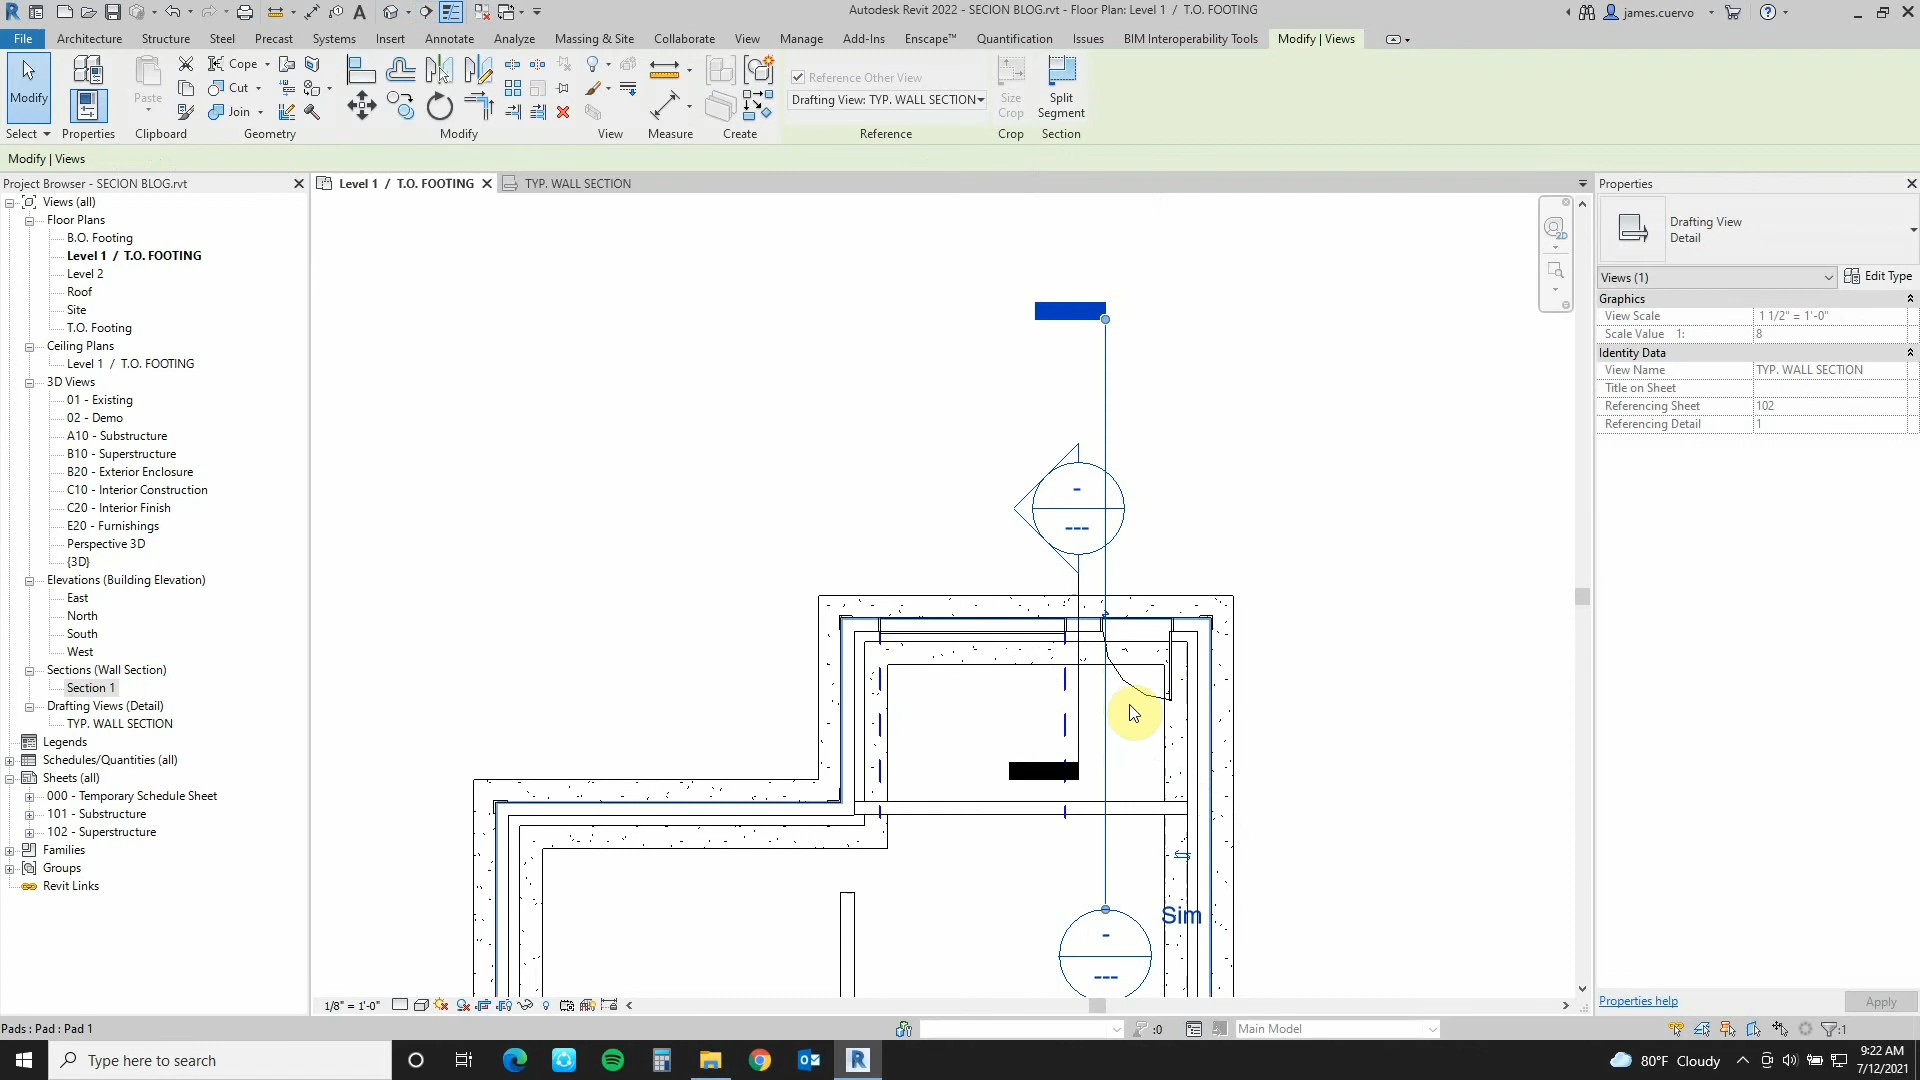 Autodesk Revit 2022 - SECION BLOG.rvt - Floor Plan: Level 1 / T.O. FOOTING
james.cuervo
File Architecture Structure Steel Precast Systems Insert Annotate Analyze Massing & Site Collaborate View Manage Add-Ins Enscape™ Quantification Issues BIM Interoperability Tools Modify | Views
Modify
Paste
Cope
Cut
Join
Reference Other View
Drafting View: TYP. WALL SECTION
Size Crop
Split Segment
Select Properties Clipboard Geometry Modify View Measure Create Reference Crop Section
Modify | Views
Project Browser - SECION BLOG.rvt
Level 1 / T.O. FOOTING
TYP. WALL SECTION
Properties
Views (all)
Floor Plans
B.O. Footing
Level 1 / T.O. FOOTING
Level 2
Roof
Site
T.O. Footing
Ceiling Plans
Level 1 / T.O. FOOTING
3D Views
01 - Existing
02 - Demo
A10 - Substructure
B10 - Superstructure
B20 - Exterior Enclosure
C10 - Interior Construction
C20 - Interior Finish
E20 - Furnishings
Perspective 3D
{3D}
Elevations (Building Elevation)
East
North
South
West
Sections (Wall Section)
Section 1
Drafting Views (Detail)
TYP. WALL SECTION
Legends
Schedules/Quantities (all)
Sheets (all)
000 - Temporary Schedule Sheet
101 - Substructure
102 - Superstructure
Families
Groups
Revit Links
2D
-
---
Sim
-
---
Drafting View
Detail
Views (1)
Edit Type
Graphics
View Scale 1 1/2" = 1'-0"
Scale Value 1: 8
Identity Data
View Name TYP. WALL SECTION
Title on Sheet
Referencing Sheet 102
Referencing Detail 1
Properties help
Apply
1/8" = 1'-0"
Pads : Pad : Pad 1
:0
Main Model
:1
Type here to search
80°F Cloudy
9:22 AM
7/12/2021